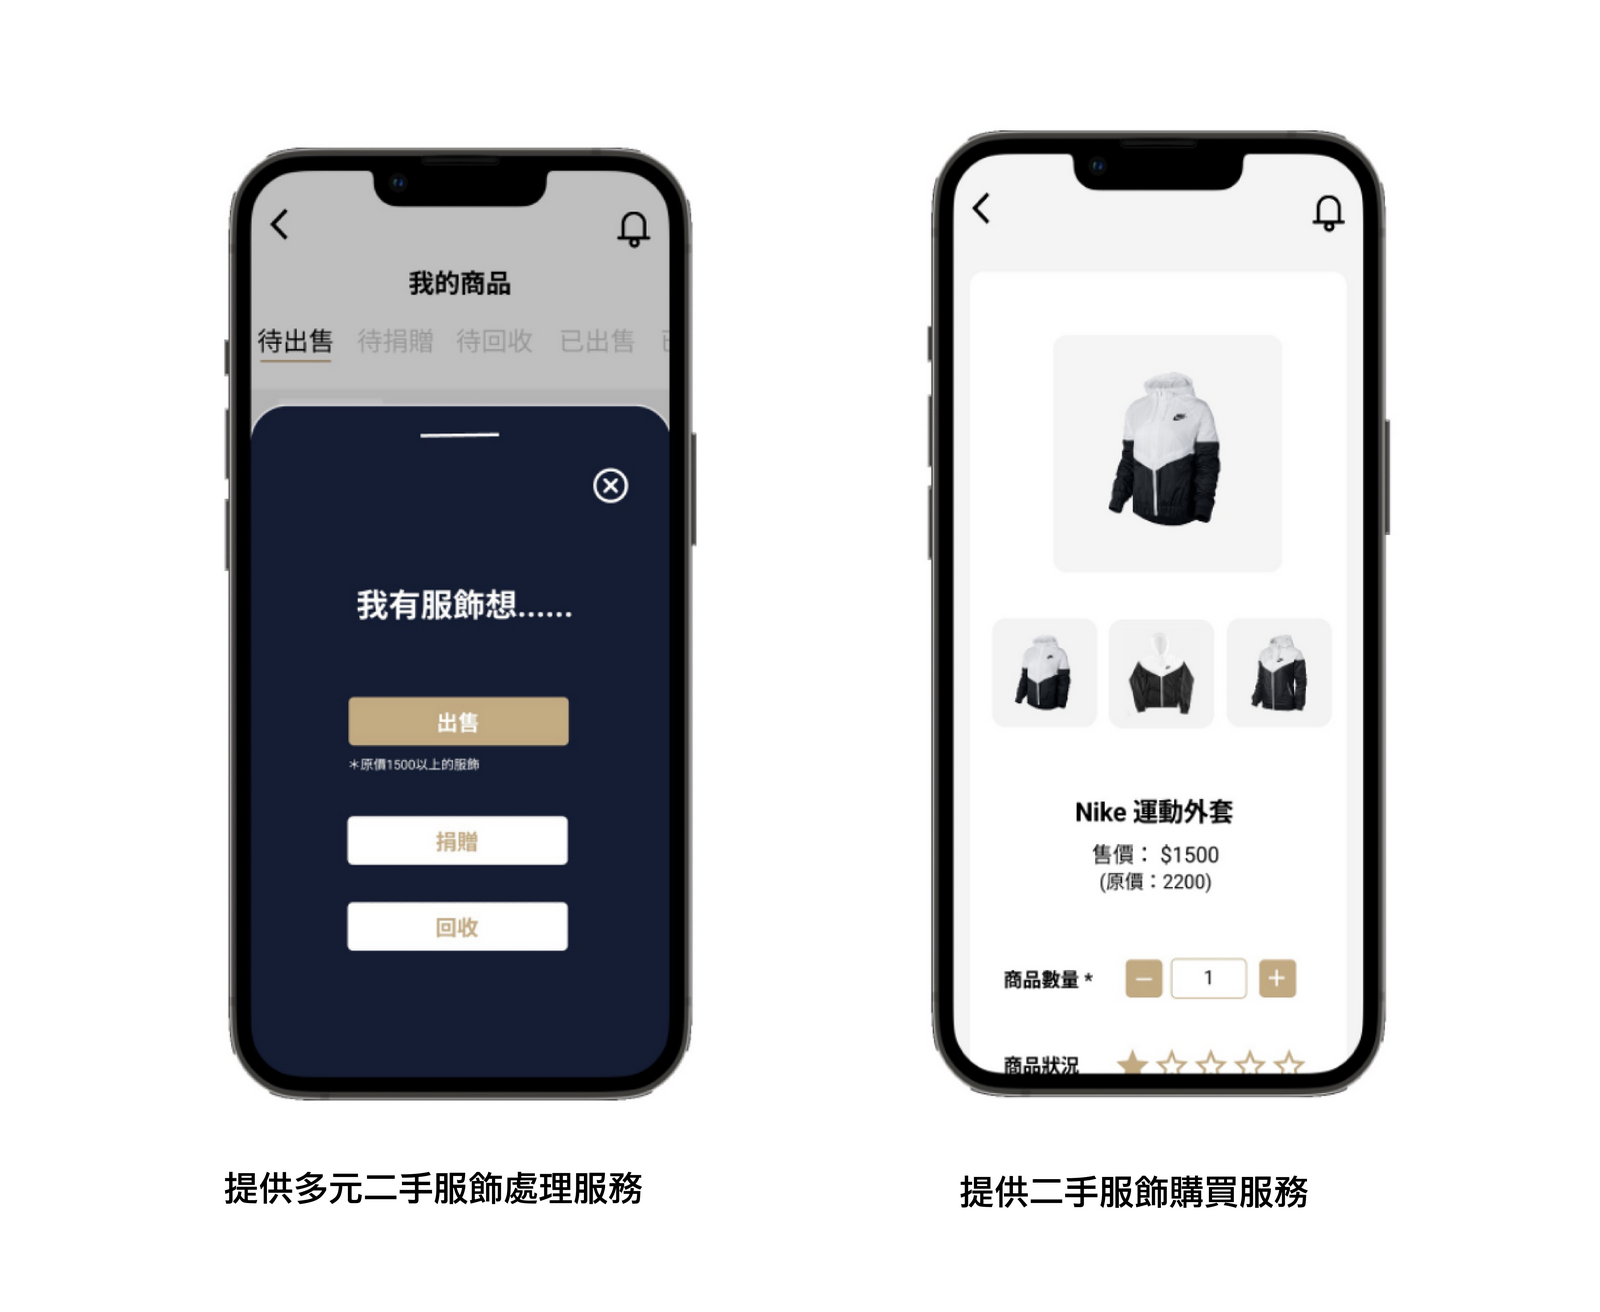 我的商品
待出售 待捐贈 待回收 已出售
我有服飾想......
出售
*原價1500以上的服飾
捐贈
回收
提供多元二手服飾處理服務
Nike 運動外套
售價： $1500
(原價：2200)
商品數量 * － 1 ＋
商品狀況
提供二手服飾購買服務